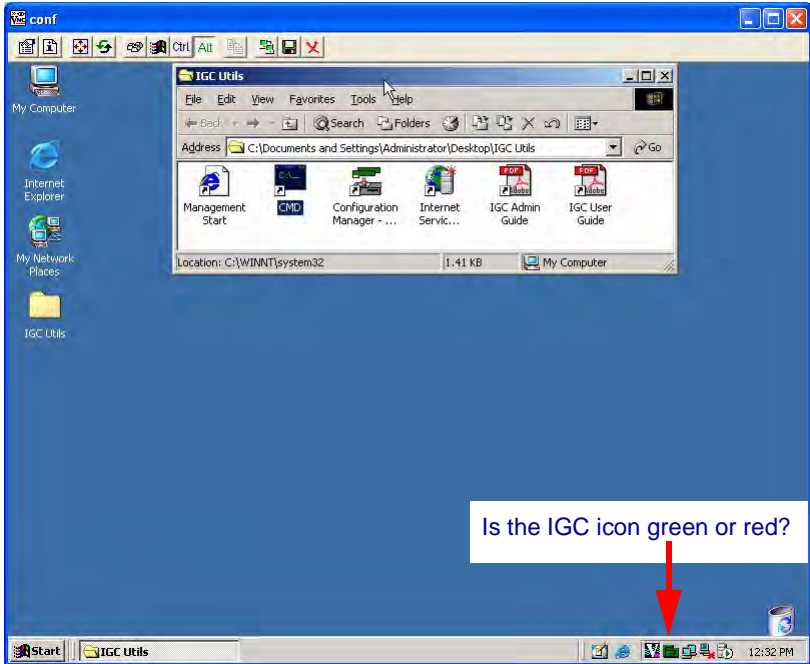 conf
Ctrl Alt
My Computer
Internet
Explorer
My Network
Places
IGC Utils
IGC Utils
File Edit View Favorites Tools Help
Back Search Folders
Address C:\Documents and Settings\Administrator\Desktop\IGC Utils Go
Management
Start
CMD
Configuration
Manager - ...
Internet
Servic...
IGC Admin
Guide
IGC User
Guide
Location: C:\WINNT\system32 1.41 KB My Computer
Is the IGC icon green or red?
Start IGC Utils 12:32 PM